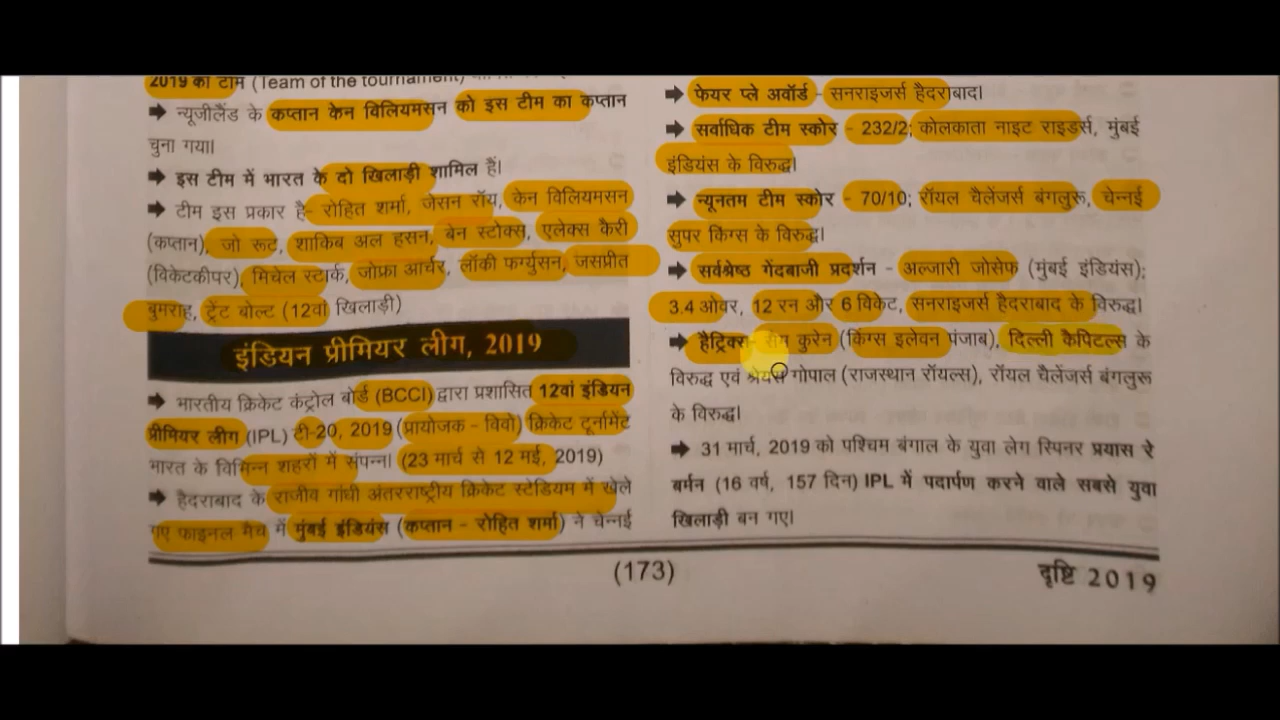 2019 की टीम (Team of the tournament)
➡ न्यूजीलैंड के कप्तान केन विलियमसन को इस टीम का कप्तान
चुना गया।
➡ इस टीम में भारत के दो खिलाड़ी शामिल हैं।
➡ टीम इस प्रकार है- रोहित शर्मा, जेसन रॉय, केन विलियमसन
(कप्तान), जो रूट, शाकिब अल हसन, बेन स्टोक्स, एलेक्स कैरी
(विकेटकीपर), मिचेल स्टार्क, जोफ्रा आर्चर, लॉकी फर्ग्युसन, जसप्रीत
बुमराह, ट्रेंट बोल्ट (12वां खिलाड़ी)
इंडियन प्रीमियर लीग, 2019
➡ भारतीय क्रिकेट कंट्रोल बोर्ड (BCCI) द्वारा प्रशासित 12वां इंडियन
प्रीमियर लीग (IPL) टी-20, 2019 (प्रायोजक - विवो) क्रिकेट टूर्नामेंट
भारत के विभिन्न शहरों में संपन्न। (23 मार्च से 12 मई, 2019)
➡ हैदराबाद के राजीव गांधी अंतरराष्ट्रीय क्रिकेट स्टेडियम में खेले
गए फाइनल मैच में मुंबई इंडियंस (कप्तान - रोहित शर्मा) ने चेन्नई
➡ फेयर प्ले अवॉर्ड - सनराइजर्स हैदराबाद।
➡ सर्वाधिक टीम स्कोर - 232/2; कोलकाता नाइट राइडर्स, मुंबई
इंडियंस के विरुद्ध।
➡ न्यूनतम टीम स्कोर - 70/10; रॉयल चैलेंजर्स बंगलुरू, चेन्नई
सुपर किंग्स के विरुद्ध।
➡ सर्वश्रेष्ठ गेंदबाजी प्रदर्शन - अल्जारी जोसेफ (मुंबई इंडियंस);
3.4 ओवर, 12 रन और 6 विकेट, सनराइजर्स हैदराबाद के विरुद्ध।
➡ हैट्रिक्स- सैम कुरेन (किंग्स इलेवन पंजाब), दिल्ली कैपिटल्स के
विरुद्ध एवं श्रेयस गोपाल (राजस्थान रॉयल्स), रॉयल चैलेंजर्स बंगलुरू
के विरुद्ध।
➡ 31 मार्च, 2019 को पश्चिम बंगाल के युवा लेग स्पिनर प्रयास रे
बर्मन (16 वर्ष, 157 दिन) IPL में पदार्पण करने वाले सबसे युवा
खिलाड़ी बन गए।
(173)
दृष्टि 2019